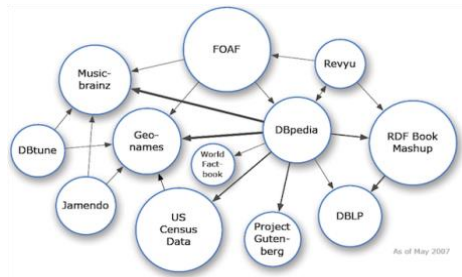 FOAF
Revyu
Music-
brainz
Geo-
names
DBpedia
RDF Book
Mashup
DBtune
World
Fact-
book
Jamendo
US
Census
Data
Project
Guten-
berg
DBLP
As of May 2007